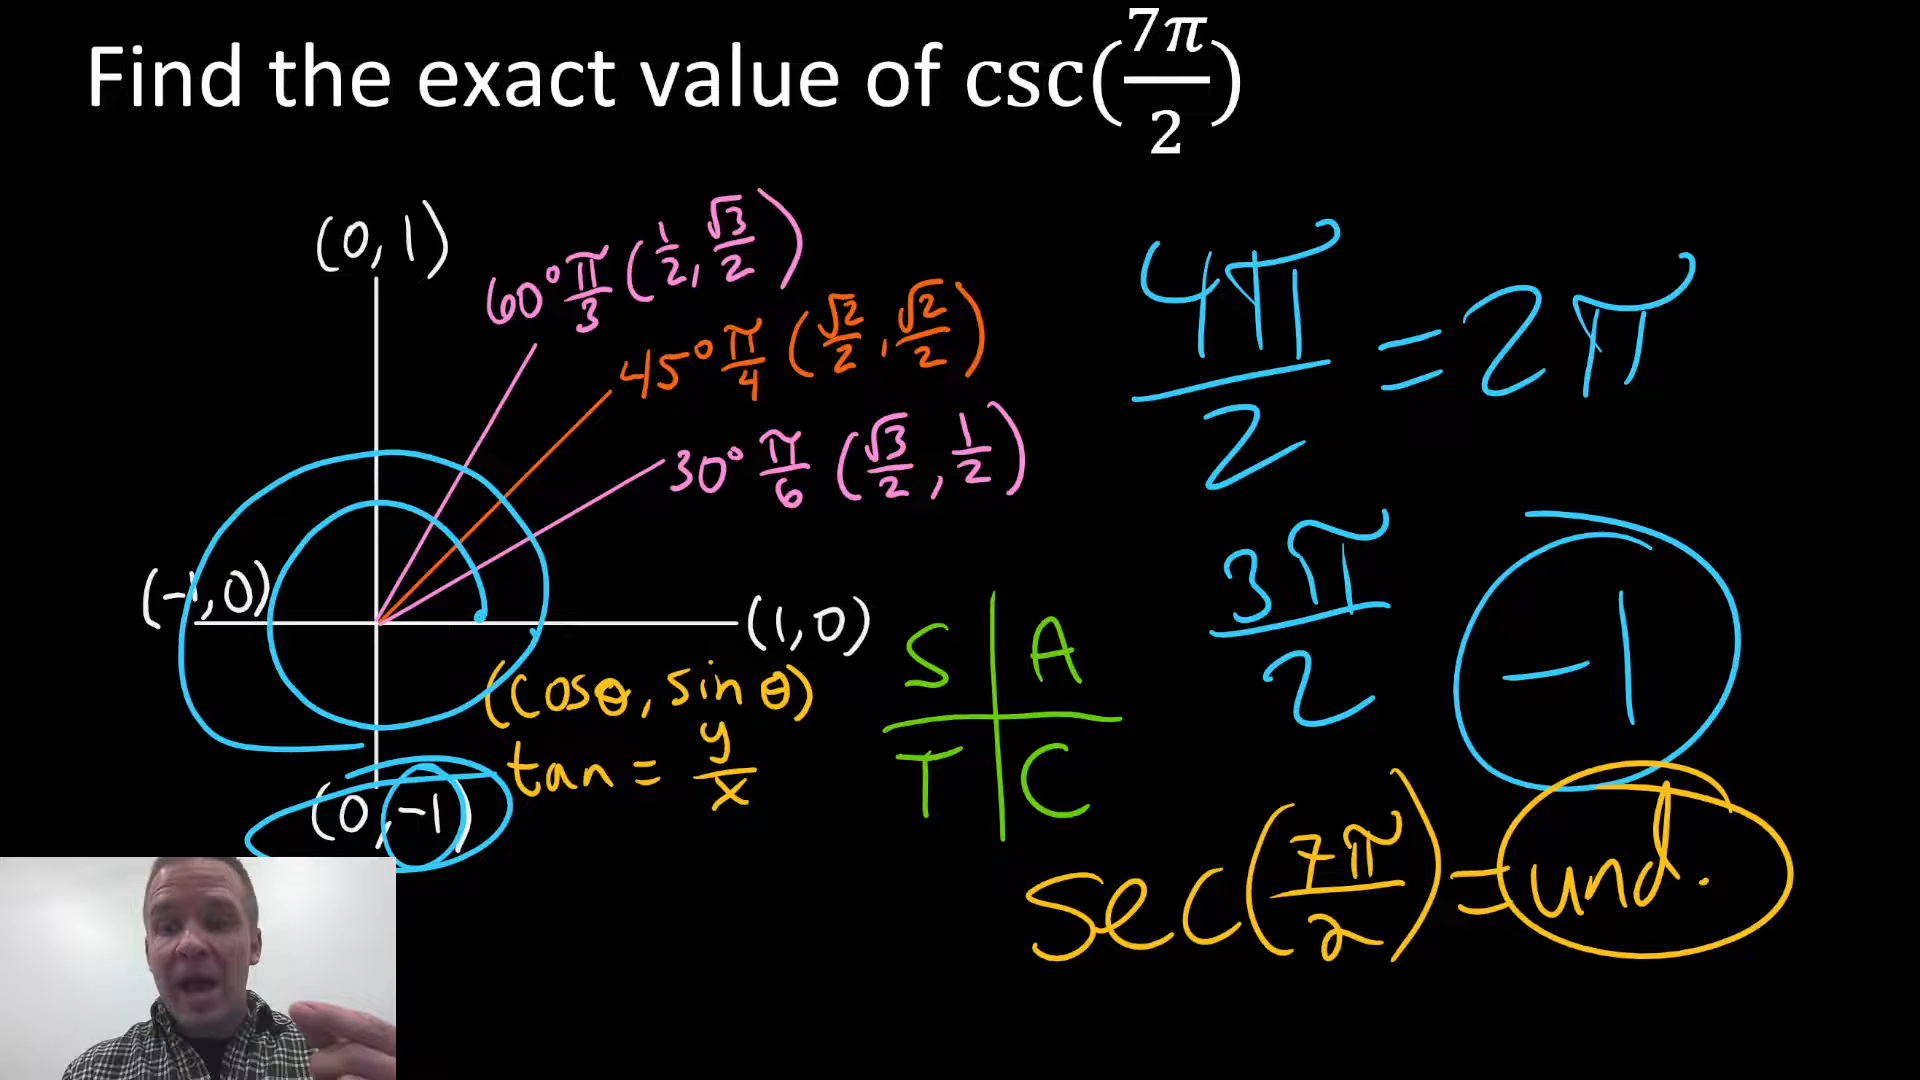 Find the exact value of csc(7π/2)
(0,1)
60° π/3 (1/2, √3/2)
45° π/4 (√2/2, √2/2)
30° π/6 (√3/2, 1/2)
(-1,0)
(1,0)
(cosθ, sin θ)
tan = y/x
(0,-1)
S A
T C
4π/2 = 2π
3π/2
-1
sec(7π/2) = und.